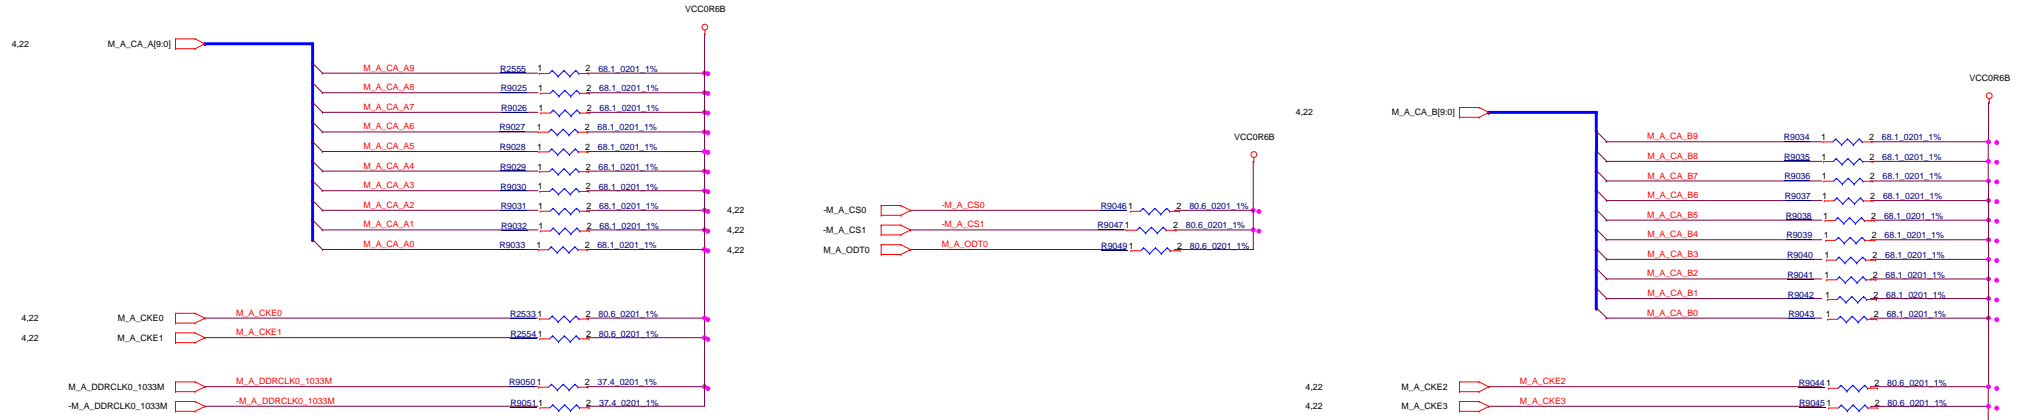 VCC0R6B
4,22 M_A_CA_A[9:0]
M_A_CA_A9 R2555 1 2 68.1_0201_1%
M_A_CA_A8 R9025 1 2 68.1_0201_1%
M_A_CA_A7 R9026 1 2 68.1_0201_1%
M_A_CA_A6 R9027 1 2 68.1_0201_1%
M_A_CA_A5 R9028 1 2 68.1_0201_1%
M_A_CA_A4 R9029 1 2 68.1_0201_1%
M_A_CA_A3 R9030 1 2 68.1_0201_1%
M_A_CA_A2 R9031 1 2 68.1_0201_1%
M_A_CA_A1 R9032 1 2 68.1_0201_1%
M_A_CA_A0 R9033 1 2 68.1_0201_1%
4,22 M_A_CKE0 M_A_CKE0 R2533 1 2 80.6_0201_1%
4,22 M_A_CKE1 M_A_CKE1 R2554 1 2 80.6_0201_1%
M_A_DDRCLK0_1033M M_A_DDRCLK0_1033M R9050 1 2 37.4_0201_1%
-M_A_DDRCLK0_1033M -M_A_DDRCLK0_1033M R9051 1 2 37.4_0201_1%
VCC0R6B
4,22 -M_A_CS0 -M_A_CS0 R9046 1 2 80.6_0201_1%
4,22 -M_A_CS1 -M_A_CS1 R9047 1 2 80.6_0201_1%
4,22 M_A_ODT0 M_A_ODT0 R9049 1 2 80.6_0201_1%
VCC0R6B
4,22 M_A_CA_B[9:0]
M_A_CA_B9 R9034 1 2 68.1_0201_1%
M_A_CA_B8 R9035 1 2 68.1_0201_1%
M_A_CA_B7 R9036 1 2 68.1_0201_1%
M_A_CA_B6 R9037 1 2 68.1_0201_1%
M_A_CA_B5 R9038 1 2 68.1_0201_1%
M_A_CA_B4 R9039 1 2 68.1_0201_1%
M_A_CA_B3 R9040 1 2 68.1_0201_1%
M_A_CA_B2 R9041 1 2 68.1_0201_1%
M_A_CA_B1 R9042 1 2 68.1_0201_1%
M_A_CA_B0 R9043 1 2 68.1_0201_1%
4,22 M_A_CKE2 M_A_CKE2 R9044 1 2 80.6_0201_1%
4,22 M_A_CKE3 M_A_CKE3 R9045 1 2 80.6_0201_1%